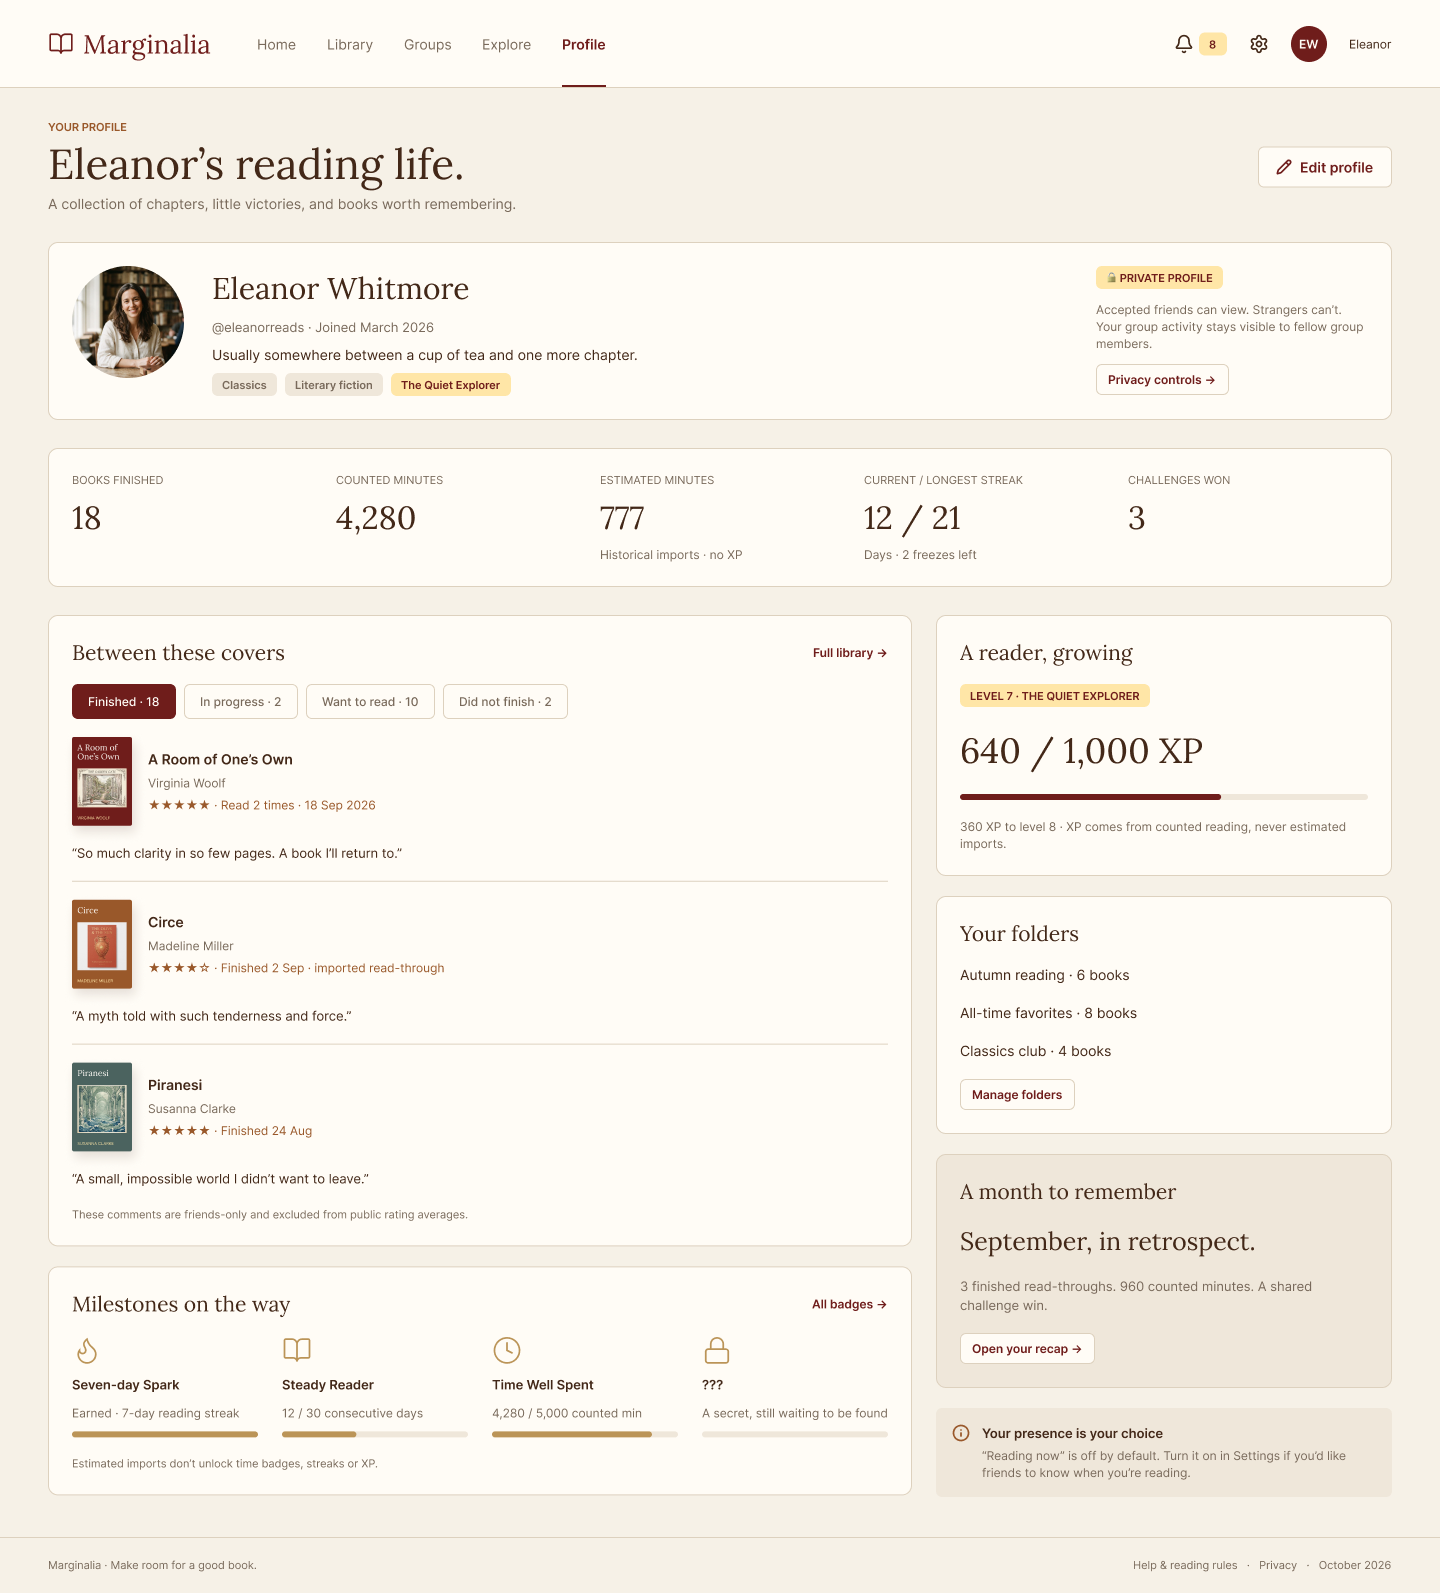 Marginalia
Home
Library
Groups
Explore
Profile
8
EW
Eleanor
YOUR PROFILE
Eleanor’s reading life.
Edit profile
A collection of chapters, little victories, and books worth remembering.
Eleanor Whitmore
@eleanorreads · Joined March 2026
Usually somewhere between a cup of tea and one more chapter.
Classics
Literary fiction
The Quiet Explorer
PRIVATE PROFILE
Accepted friends can view. Strangers can’t.
Your group activity stays visible to fellow group
members.
Privacy controls →
BOOKS FINISHED
18
COUNTED MINUTES
4,280
ESTIMATED MINUTES
777
Historical imports · no XP
CURRENT / LONGEST STREAK
12 / 21
Days · 2 freezes left
CHALLENGES WON
3
Between these covers
Full library →
Finished · 18
In progress · 2
Want to read · 10
Did not finish · 2
A Room of
One’s Own
VIRGINIA WOOLF
A Room of One’s Own
Virginia Woolf
★★★★★ · Read 2 times · 18 Sep 2026
“So much clarity in so few pages. A book I’ll return to.”
Circe
MADELINE MILLER
Circe
Madeline Miller
★★★★☆ · Finished 2 Sep · imported read-through
“A myth told with such tenderness and force.”
Piranesi
SUSANNA CLARKE
Piranesi
Susanna Clarke
★★★★★ · Finished 24 Aug
“A small, impossible world I didn’t want to leave.”
These comments are friends-only and excluded from public rating averages.
Milestones on the way
All badges →
Seven-day Spark
Earned · 7-day reading streak
Steady Reader
12 / 30 consecutive days
Time Well Spent
4,280 / 5,000 counted min
???
A secret, still waiting to be found
Estimated imports don’t unlock time badges, streaks or XP.
A reader, growing
LEVEL 7 · THE QUIET EXPLORER
640 / 1,000 XP
360 XP to level 8 · XP comes from counted reading, never estimated
imports.
Your folders
Autumn reading · 6 books
All-time favorites · 8 books
Classics club · 4 books
Manage folders
A month to remember
September, in retrospect.
3 finished read-throughs. 960 counted minutes. A shared
challenge win.
Open your recap →
Your presence is your choice
“Reading now” is off by default. Turn it on in Settings if you’d like
friends to know when you’re reading.
Marginalia · Make room for a good book.
Help & reading rules · Privacy · October 2026